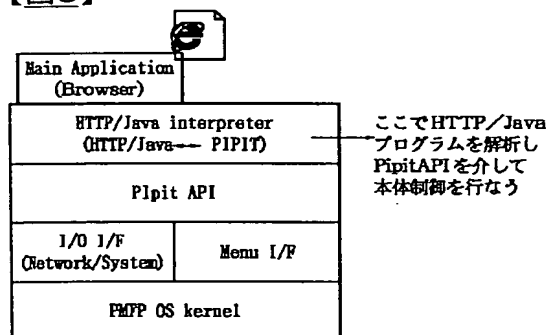 Main Application
(Browser)
HTTP/Java interpreter
(HTTP/Java ← PIPIT)
PIpit API
I/O I/F
(Network/System)
Menu I/F
PMFP OS kernel
ここでHTTP/Java
プログラムを解析し
PipitAPIを介して
本体制御を行なう